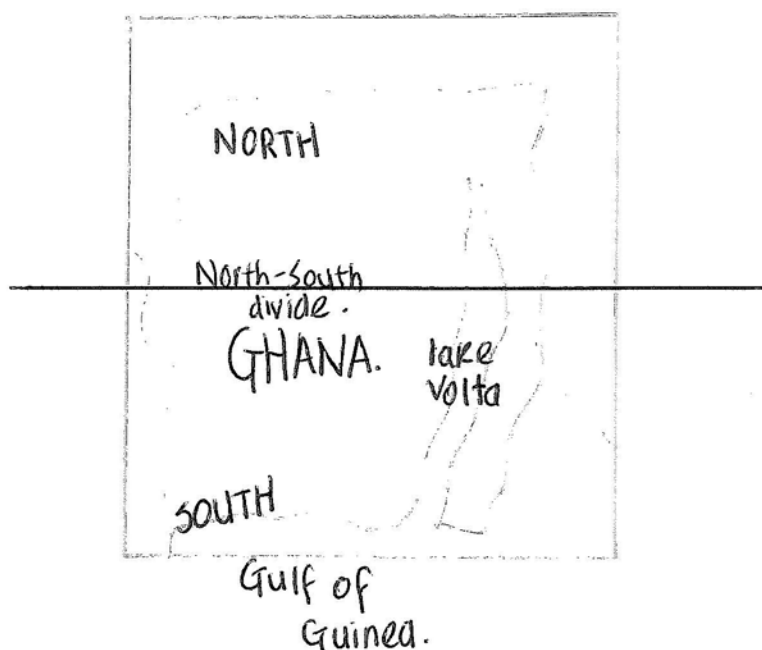 NORTH
North-South
divide.
GHANA.
lake
Volta
SOUTH
Gulf of
Guinea.